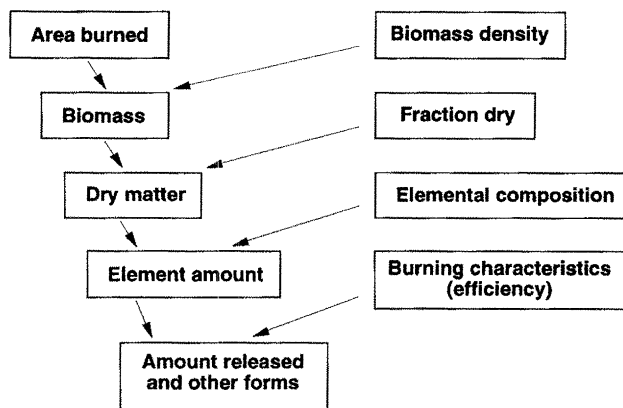 Area burned
Biomass density
Biomass
Fraction dry
Dry matter
Elemental composition
Element amount
Burning characteristics
(efficiency)
Amount released
and other forms